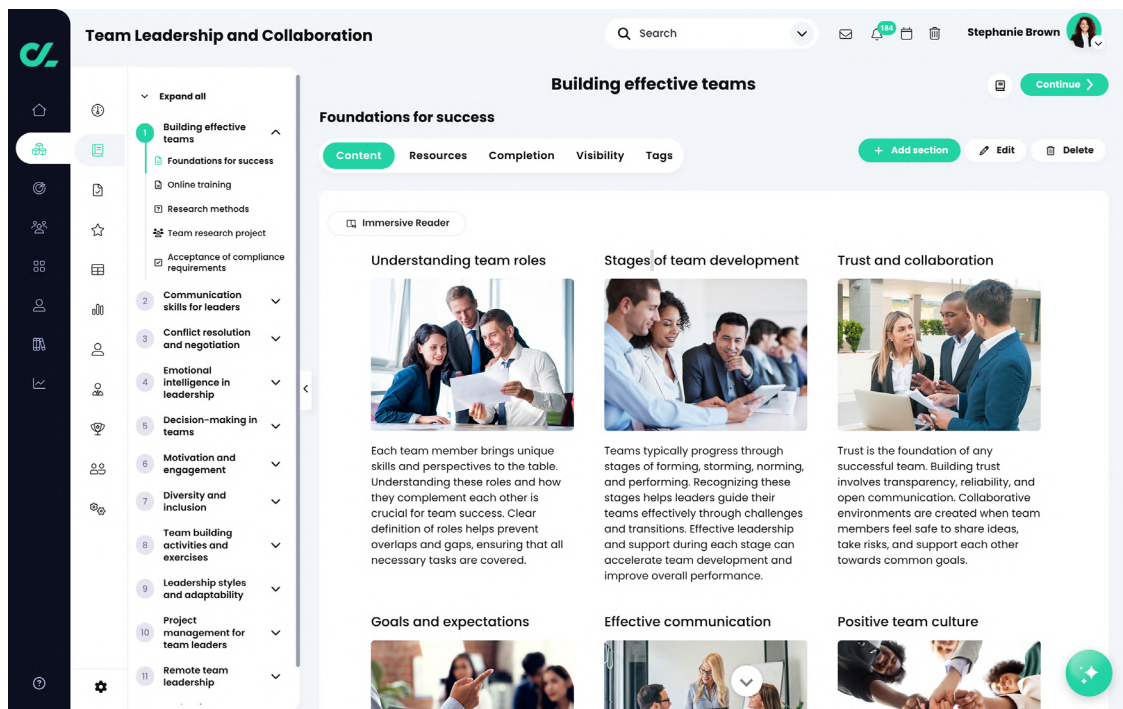 Team Leadership and Collaboration
Search
184
Stephanie Brown
Expand all
1
Building effective
teams
Foundations for success
Online training
Research methods
Team research project
Acceptance of compliance
requirements
2
Communication
skills for leaders
3
Conflict resolution
and negotiation
4
Emotional
intelligence in
leadership
5
Decision-making in
teams
6
Motivation and
engagement
7
Diversity and
inclusion
8
Team building
activities and
exercises
9
Leadership styles
and adaptability
10
Project
management for
team leaders
11
Remote team
leadership
Building effective teams
Continue
Foundations for success
Content
Resources
Completion
Visibility
Tags
+ Add section
Edit
Delete
Immersive Reader
Understanding team roles
Each team member brings unique
skills and perspectives to the table.
Understanding these roles and how
they complement each other is
crucial for team success. Clear
definition of roles helps prevent
overlaps and gaps, ensuring that all
necessary tasks are covered.
Stages of team development
Teams typically progress through
stages of forming, storming, norming,
and performing. Recognizing these
stages helps leaders guide their
teams effectively through challenges
and transitions. Effective leadership
and support during each stage can
accelerate team development and
improve overall performance.
Trust and collaboration
Trust is the foundation of any
successful team. Building trust
involves transparency, reliability, and
open communication. Collaborative
environments are created when team
members feel safe to share ideas,
take risks, and support each other
towards common goals.
Goals and expectations
Effective communication
Positive team culture